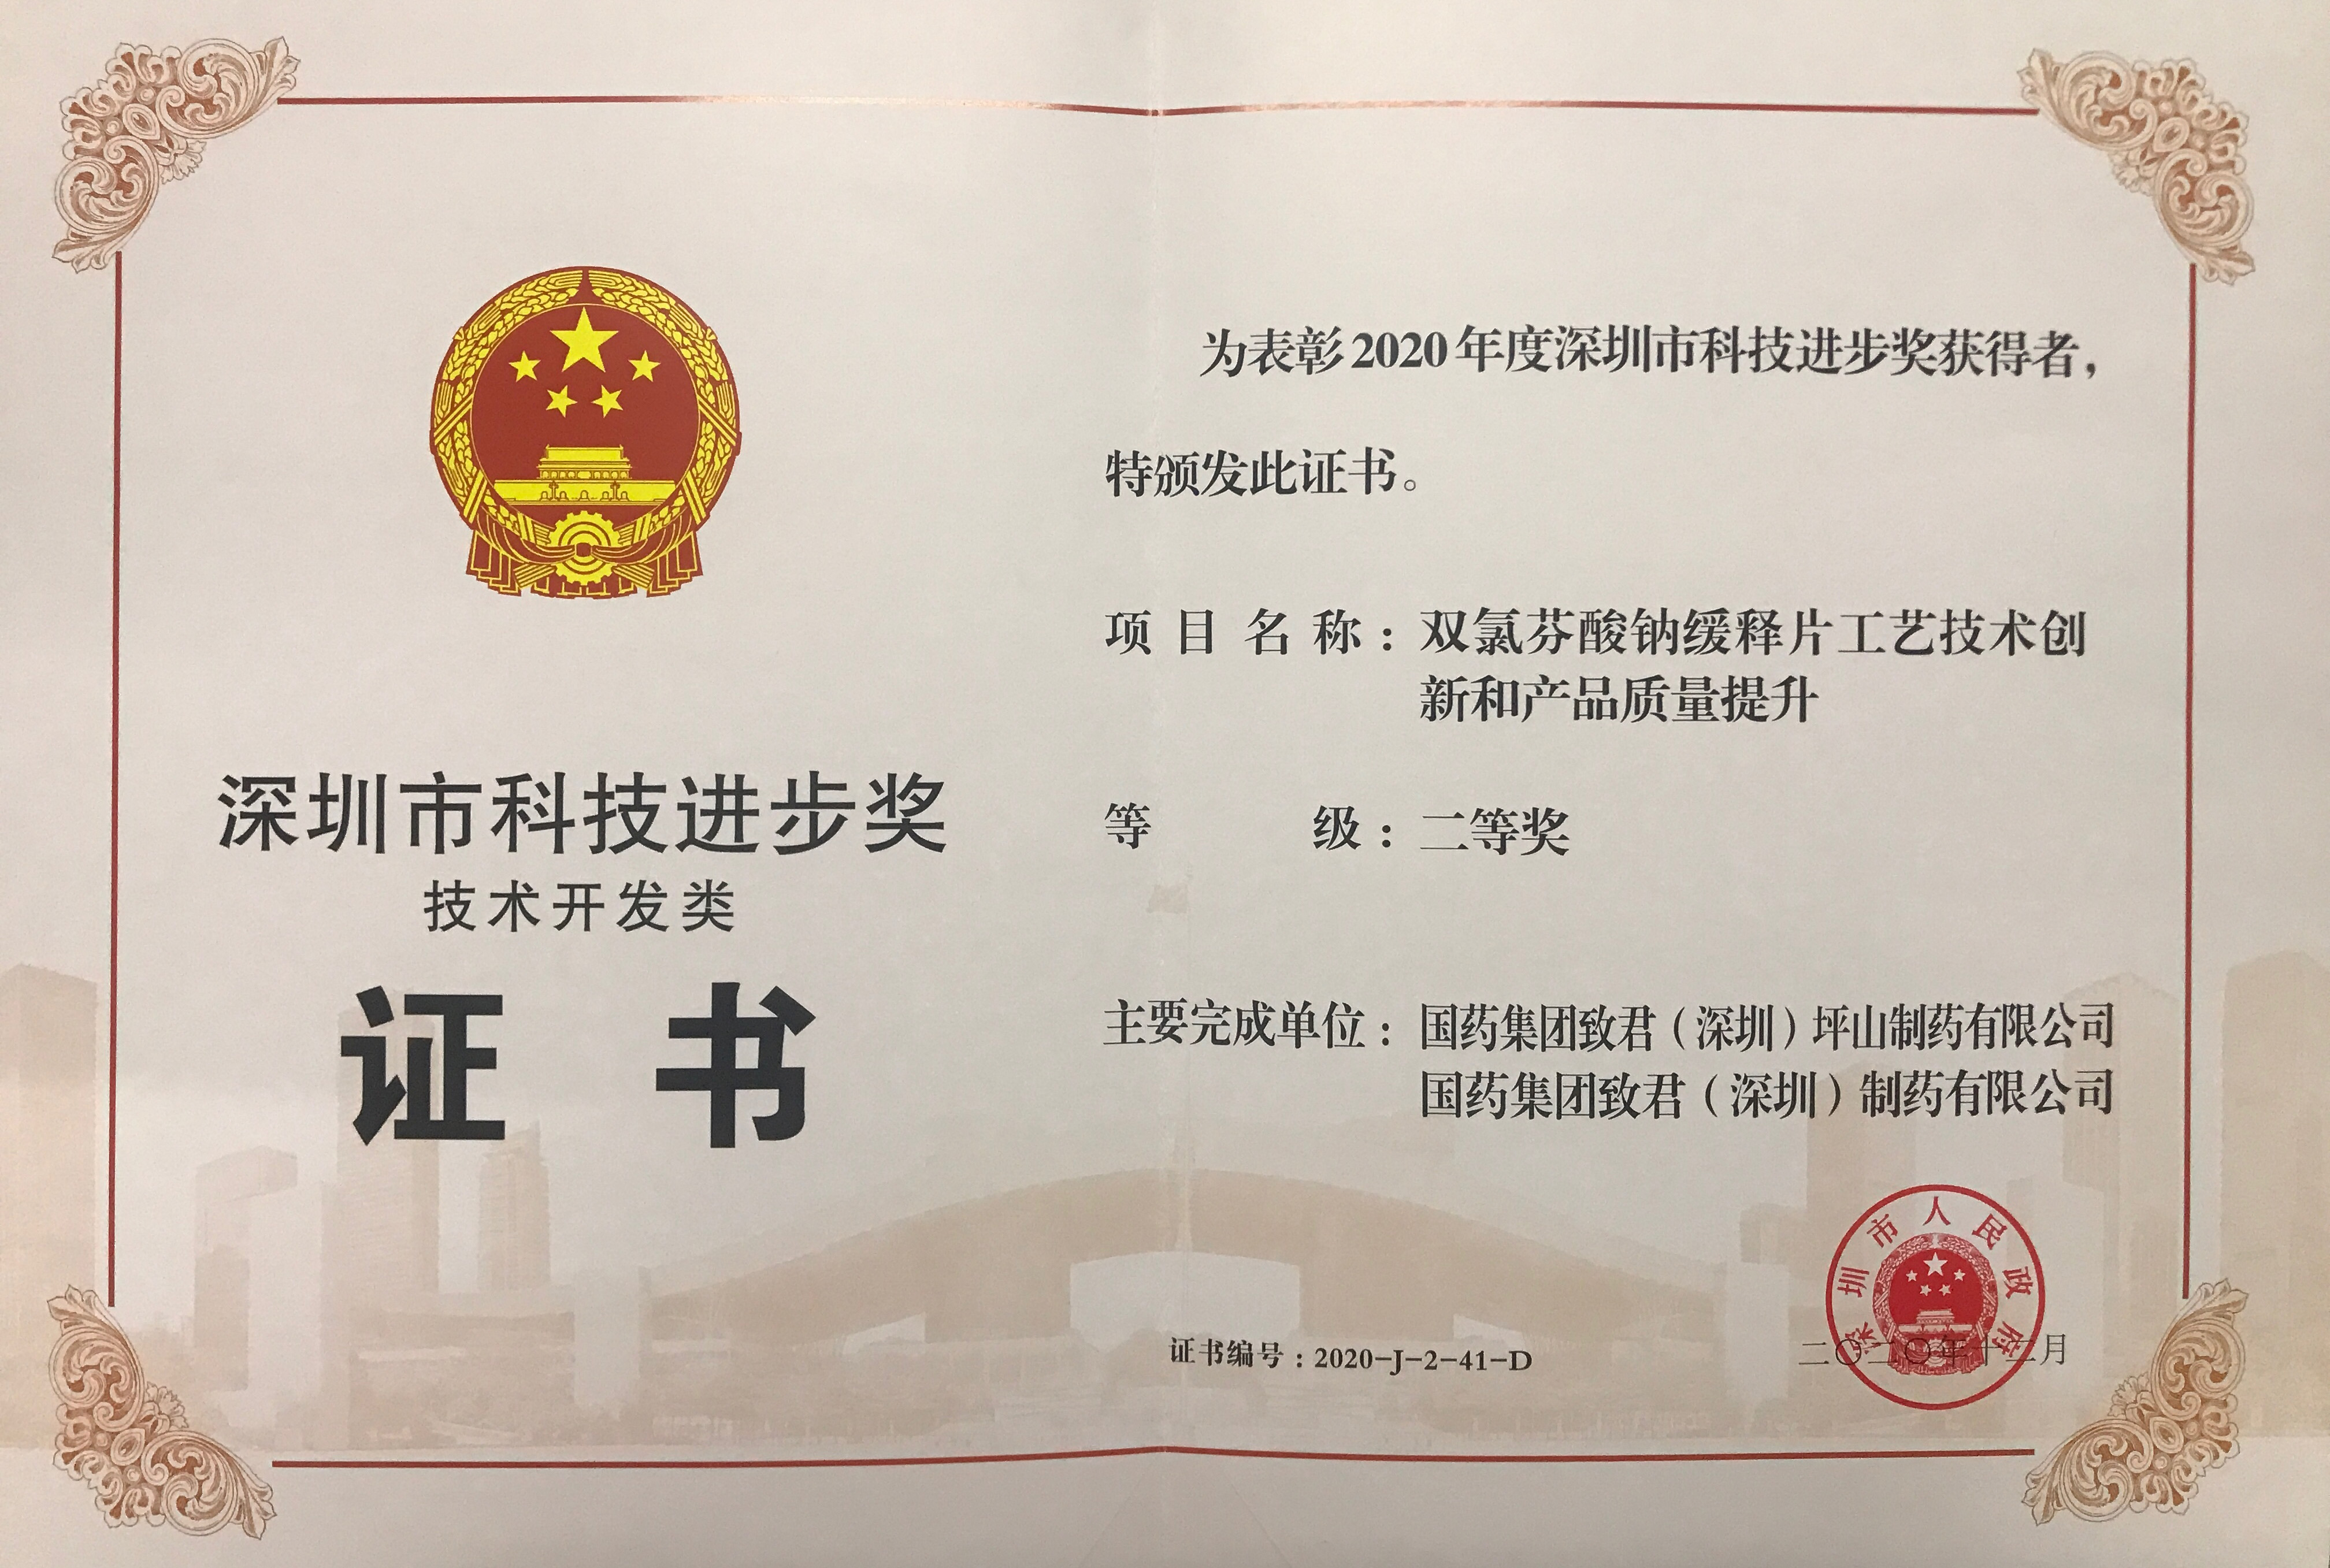 深圳市科技进步奖
技术开发类
证书
为表彰2020年度深圳市科技进步奖获得者，
特颁发此证书。
项目名称：双氯芬酸钠缓释片工艺技术创
新和产品质量提升
等级：二等奖
主要完成单位：国药集团致君（深圳）坪山制药有限公司
国药集团致君（深圳）制药有限公司
深圳市人民政府
证书编号：2020-J-2-41-D
二〇二〇年十二月